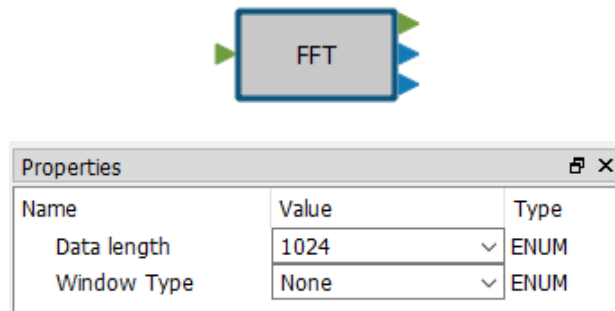 FFT
Properties
Name Value Type
Data length 1024 ENUM
Window Type None ENUM